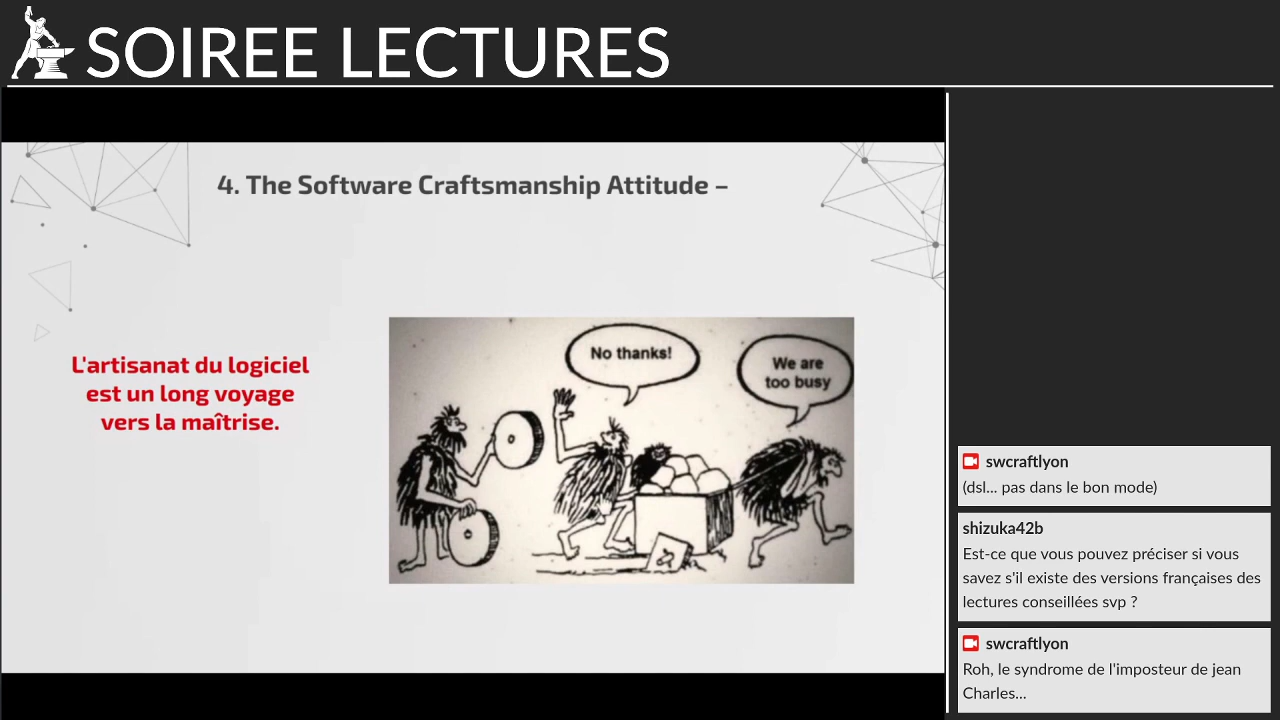 SOIREE LECTURES
4. The Software Craftsmanship Attitude –
L'artisanat du logiciel
est un long voyage
vers la maîtrise.
No thanks!
We are
too busy
swcraftlyon
(dsl... pas dans le bon mode)
shizuka42b
Est-ce que vous pouvez préciser si vous
savez s'il existe des versions françaises des
lectures conseillées svp ?
swcraftlyon
Roh, le syndrome de l'imposteur de jean
Charles...